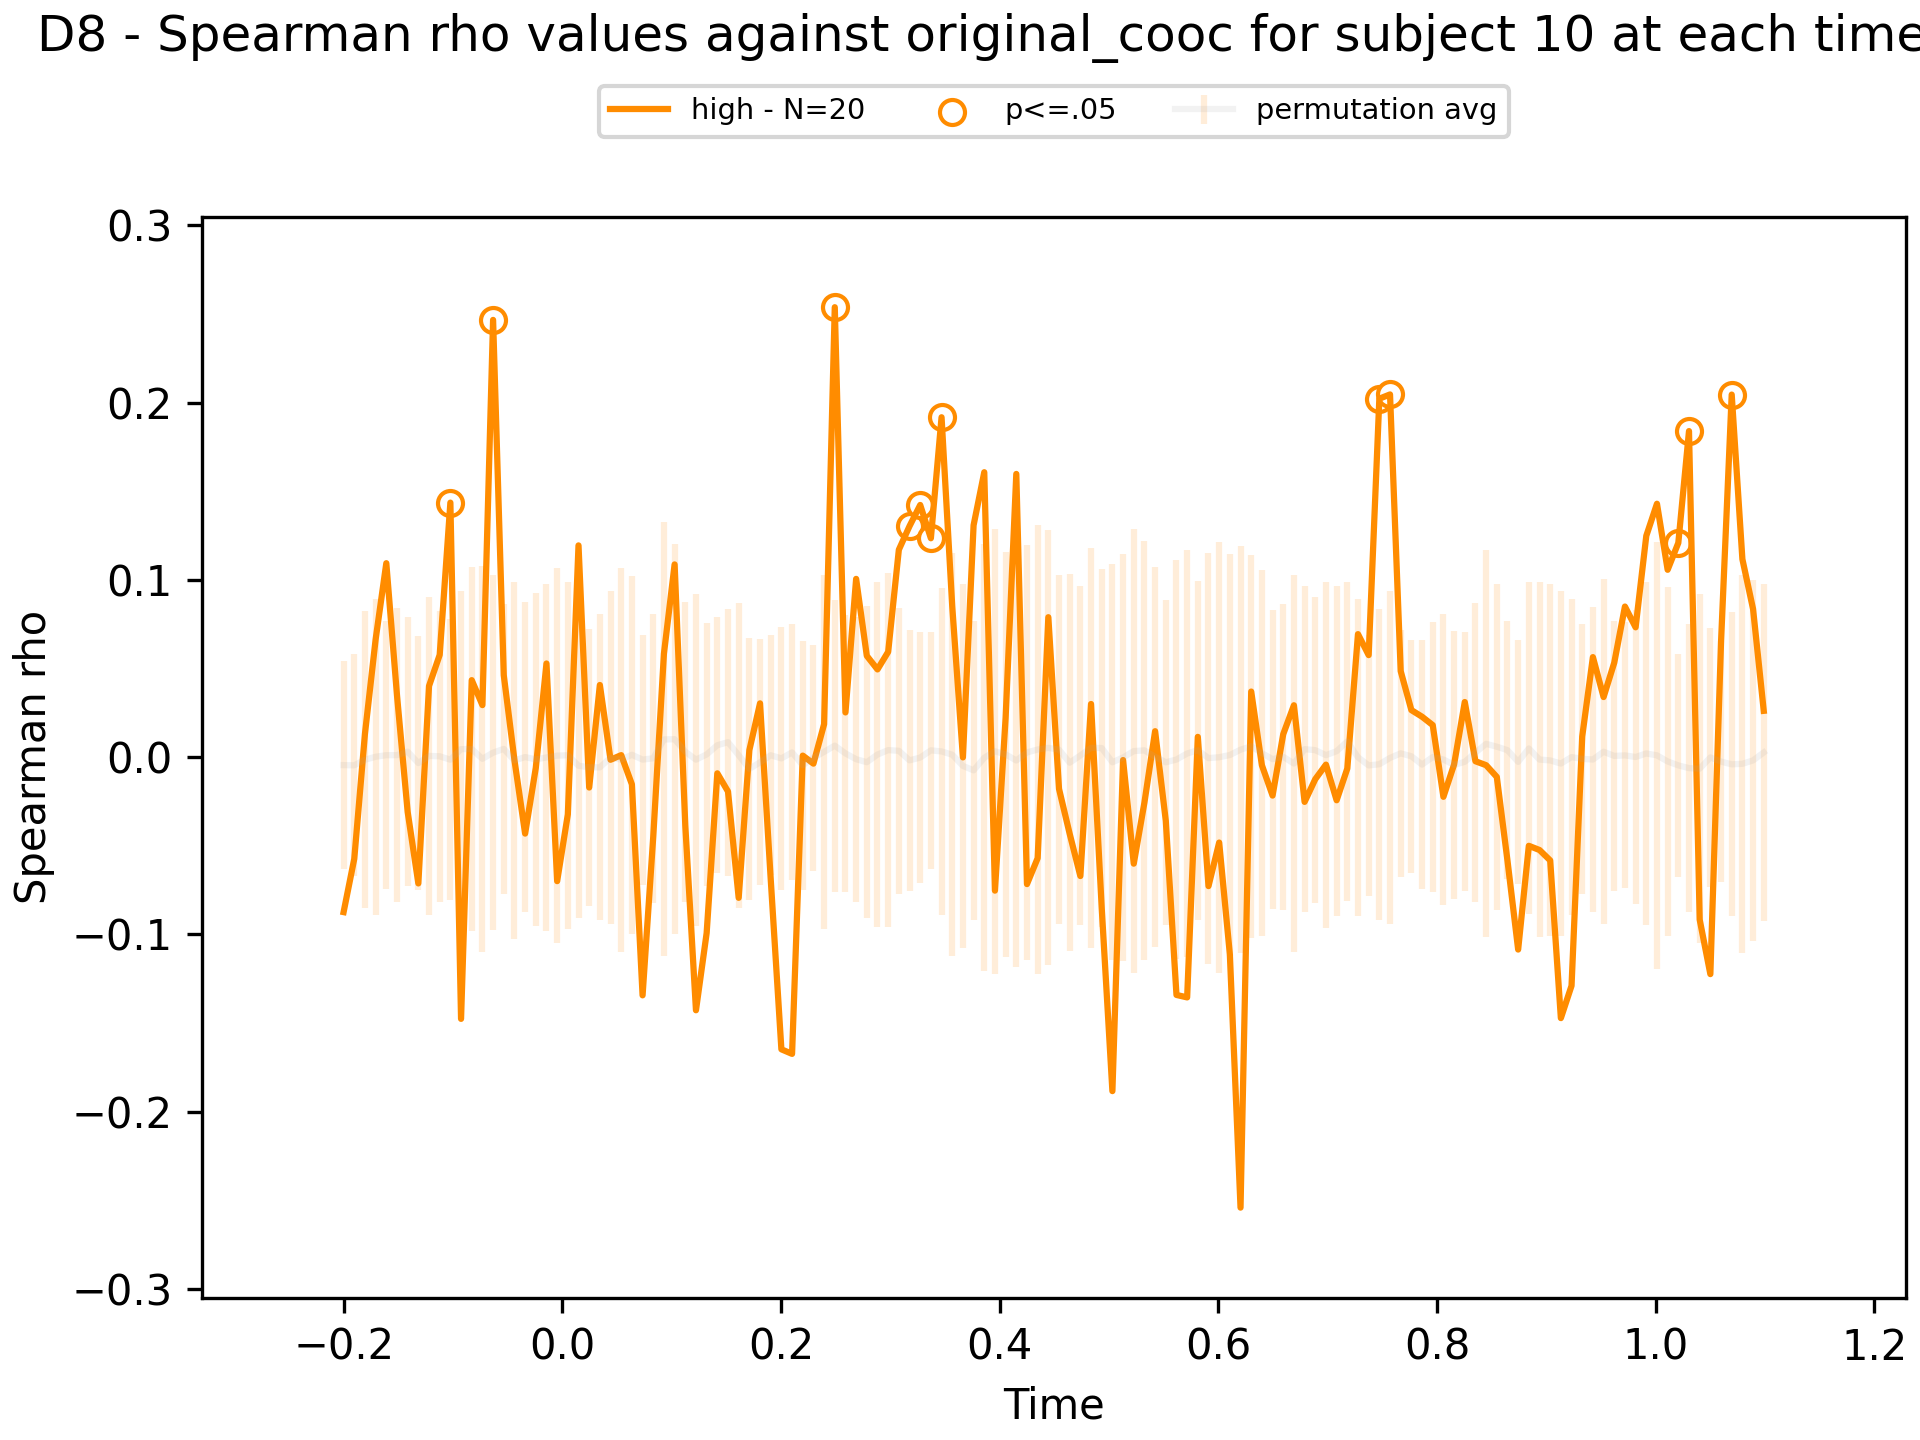 D8 - Spearman rho values against original_cooc for subject 10 at each time
high - N=20
p<=.05
permutation avg
0.3
0.2
0.1
0.0
−0.1
−0.2
−0.3
Spearman rho
−0.2
0.0
0.2
0.4
0.6
0.8
1.0
1.2
Time